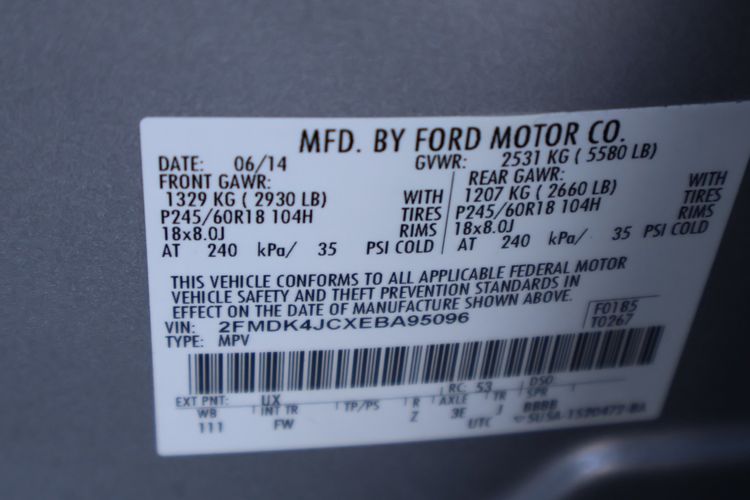 MFD. BY FORD MOTOR CO.
DATE: 06/14 GVWR: 2531 KG ( 5580 LB)
FRONT GAWR: REAR GAWR:
1329 KG ( 2930 LB) WITH 1207 KG ( 2660 LB) WITH
P245/60R18 104H TIRES P245/60R18 104H TIRES
18x8.0J RIMS 18x8.0J RIMS
AT 240 kPa/ 35 PSI COLD AT 240 kPa/ 35 PSI COLD
THIS VEHICLE CONFORMS TO ALL APPLICABLE FEDERAL MOTOR
VEHICLE SAFETY AND THEFT PREVENTION STANDARDS IN
EFFECT ON THE DATE OF MANUFACTURE SHOWN ABOVE.
VIN: 2FMDK4JCXEBA95096 F0185
TYPE: MPV T0267
EXT PNT: UX RC: 53 DSO
WB INT TR TP/PS R AXLE TR SPR
111 FW Z 3E J BBBB
UTC